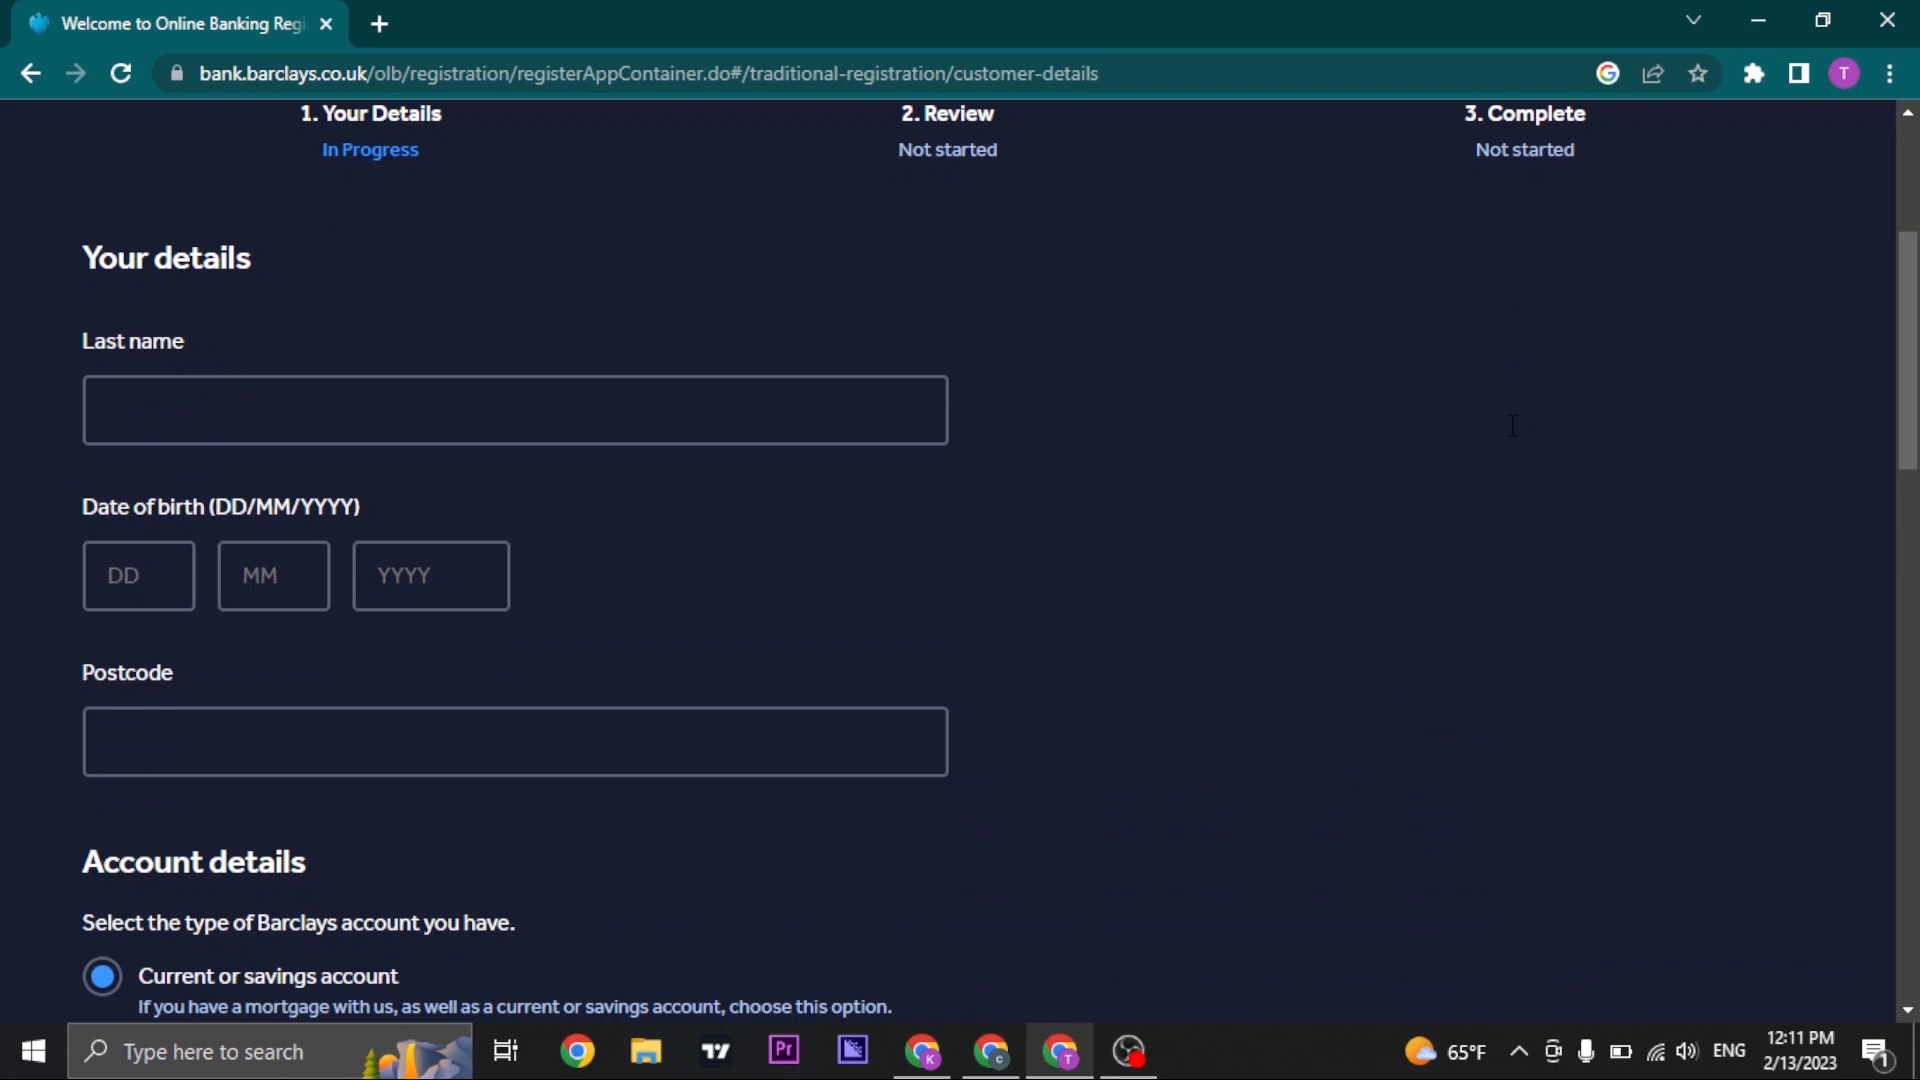 Welcome to Online Banking Regi
bank.barclays.co.uk/olb/registration/registerAppContainer.do#/traditional-registration/customer-details
T
1. Your Details
In Progress
2. Review
Not started
3. Complete
Not started
Your details
Last name
Date of birth (DD/MM/YYYY)
DD
MM
YYYY
Postcode
Account details
Select the type of Barclays account you have.
Current or savings account
If you have a mortgage with us, as well as a current or savings account, choose this option.
Type here to search
Pr
K
C
T
65°F
ENG
12:11 PM
2/13/2023
1